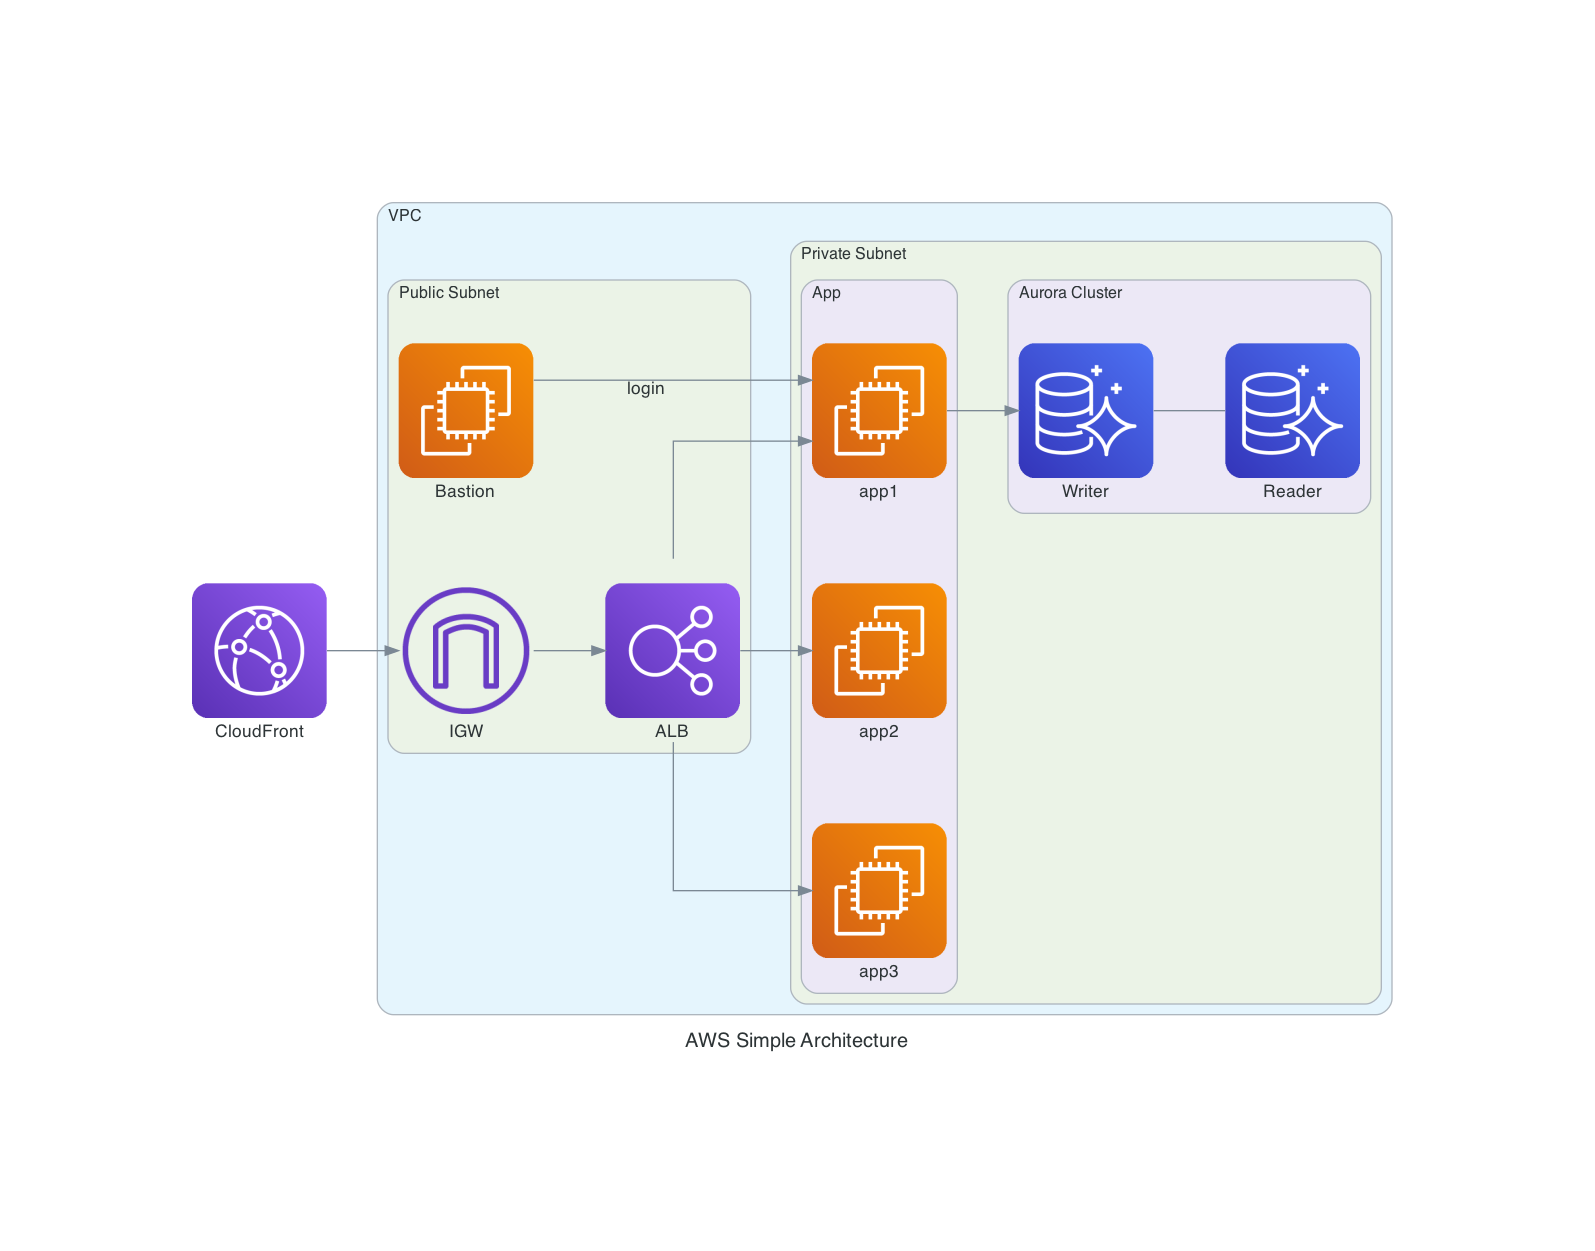 VPC
Private Subnet
Public Subnet
App
Aurora Cluster
login
Bastion
app1
Writer
Reader
CloudFront
IGW
ALB
app2
app3
AWS Simple Architecture